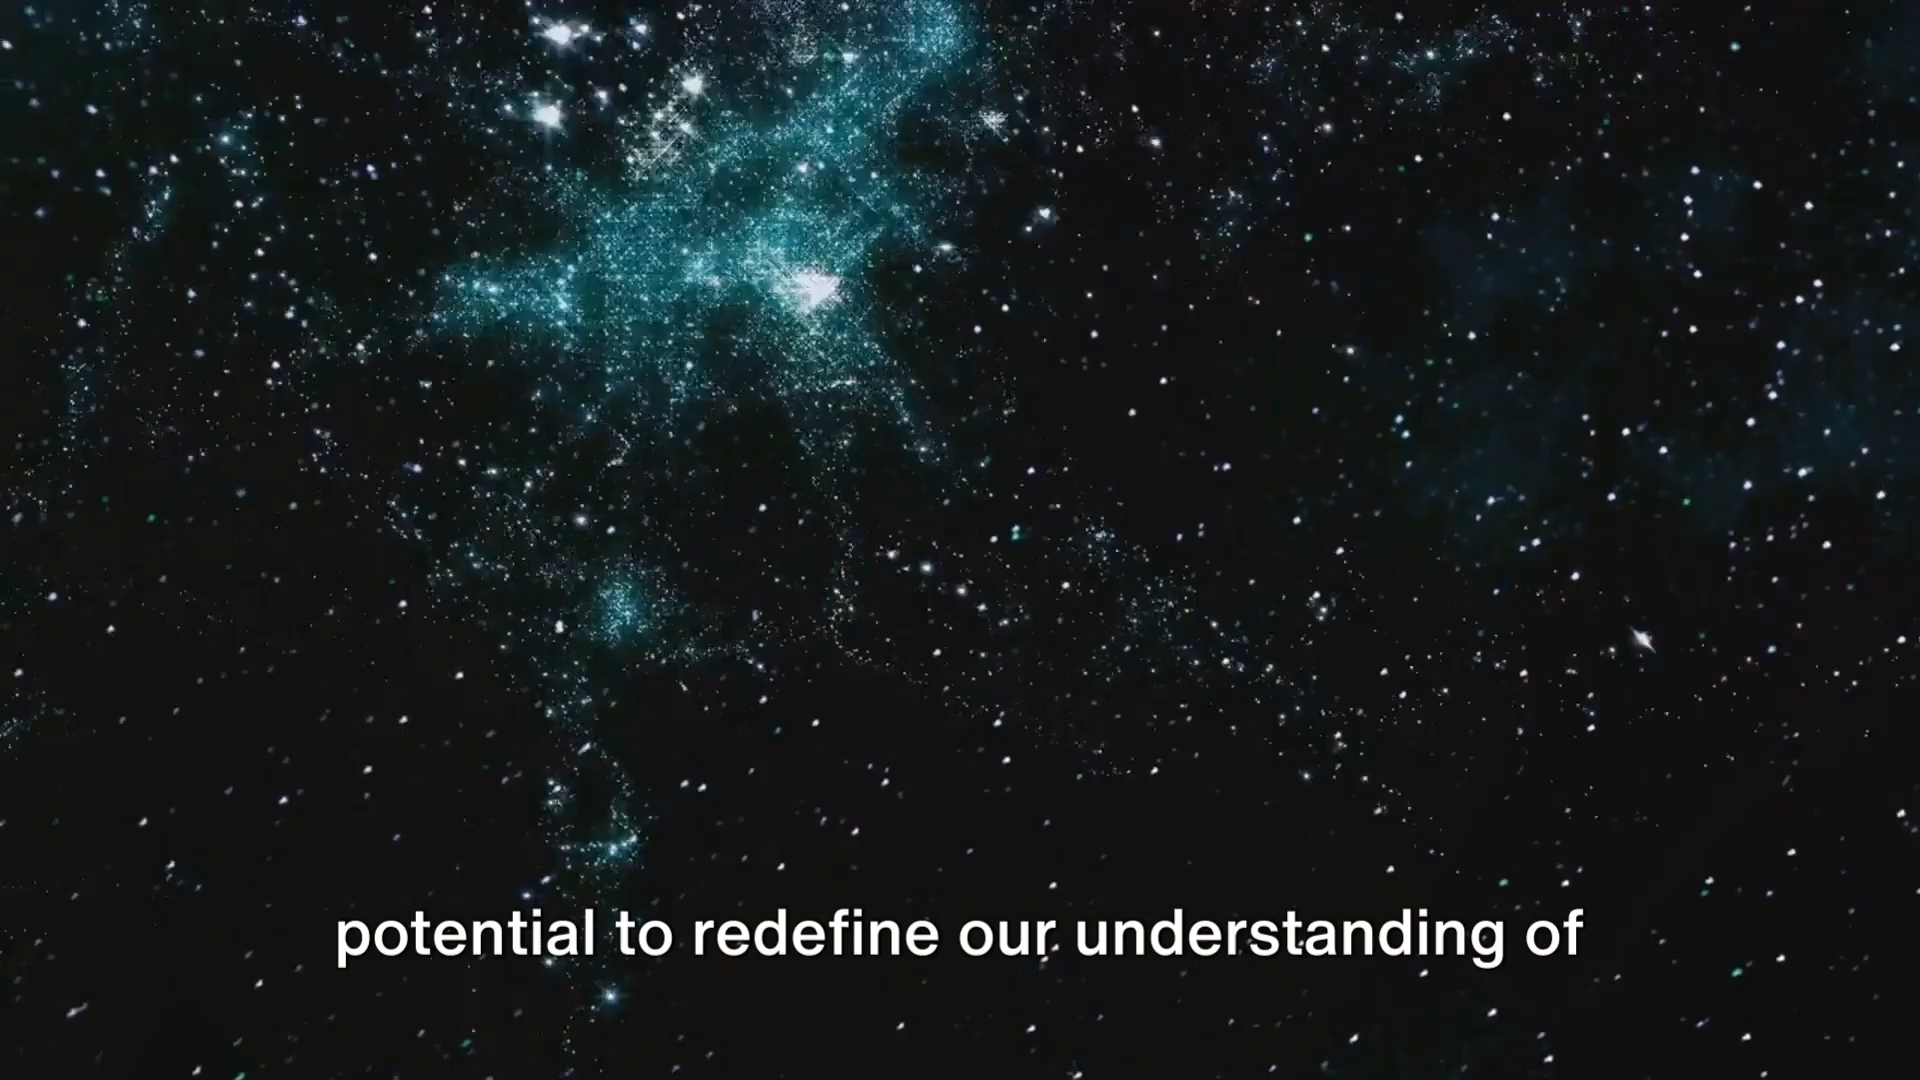 potential to redefine our understanding of